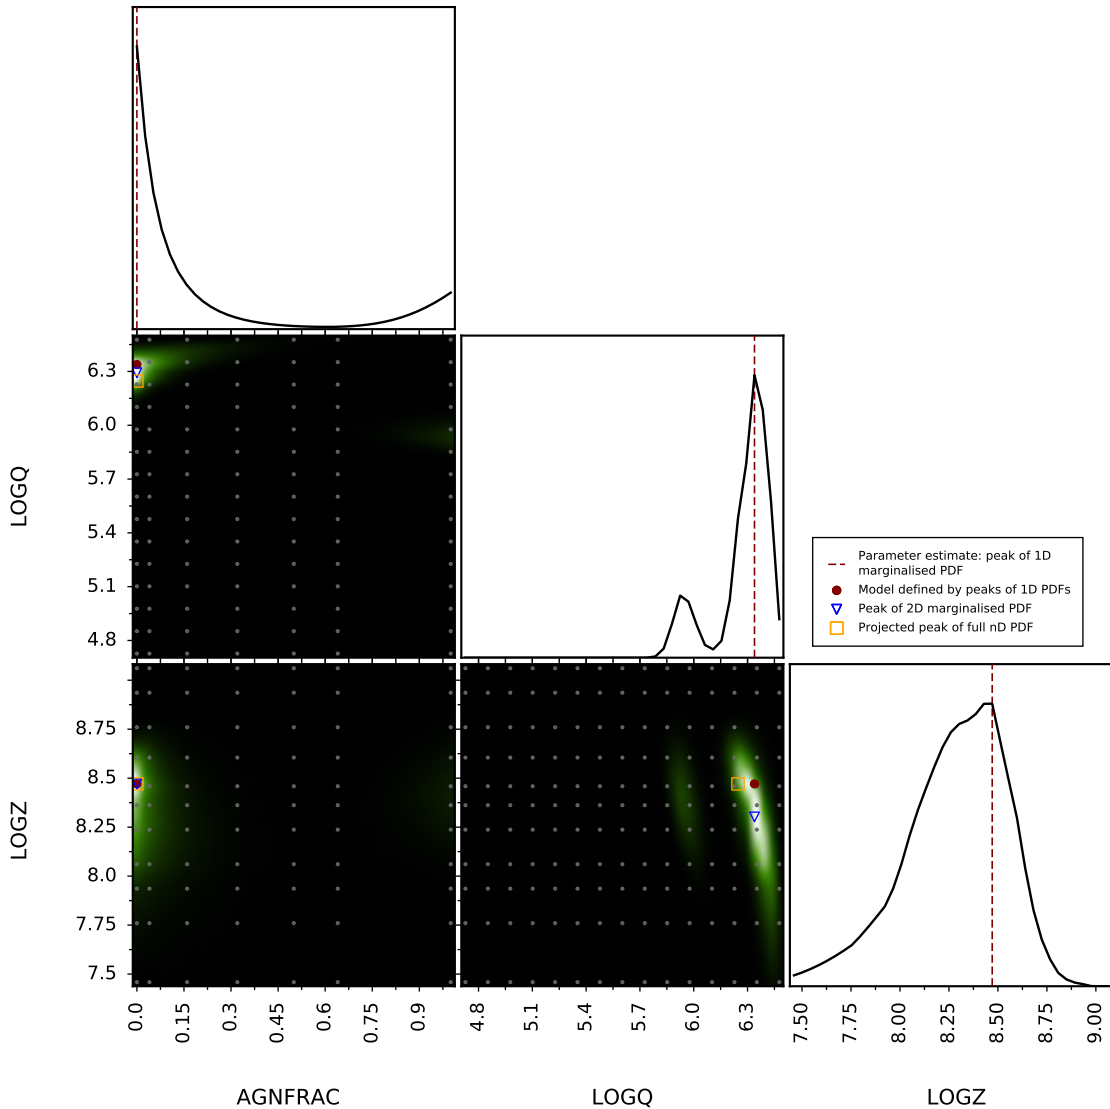 6.3
6.0
5.7
5.4
5.1
4.8
LOGQ
Parameter estimate: peak of 1D
marginalised PDF
Model defined by peaks of 1D PDFs
Peak of 2D marginalised PDF
Projected peak of full nD PDF
8.75
8.5
8.25
8.0
7.75
7.5
LOGZ
0.0 0.15 0.3 0.45 0.6 0.75 0.9
4.8 5.1 5.4 5.7 6.0 6.3
7.50 7.75 8.00 8.25 8.50 8.75 9.00
AGNFRAC
LOGQ
LOGZ